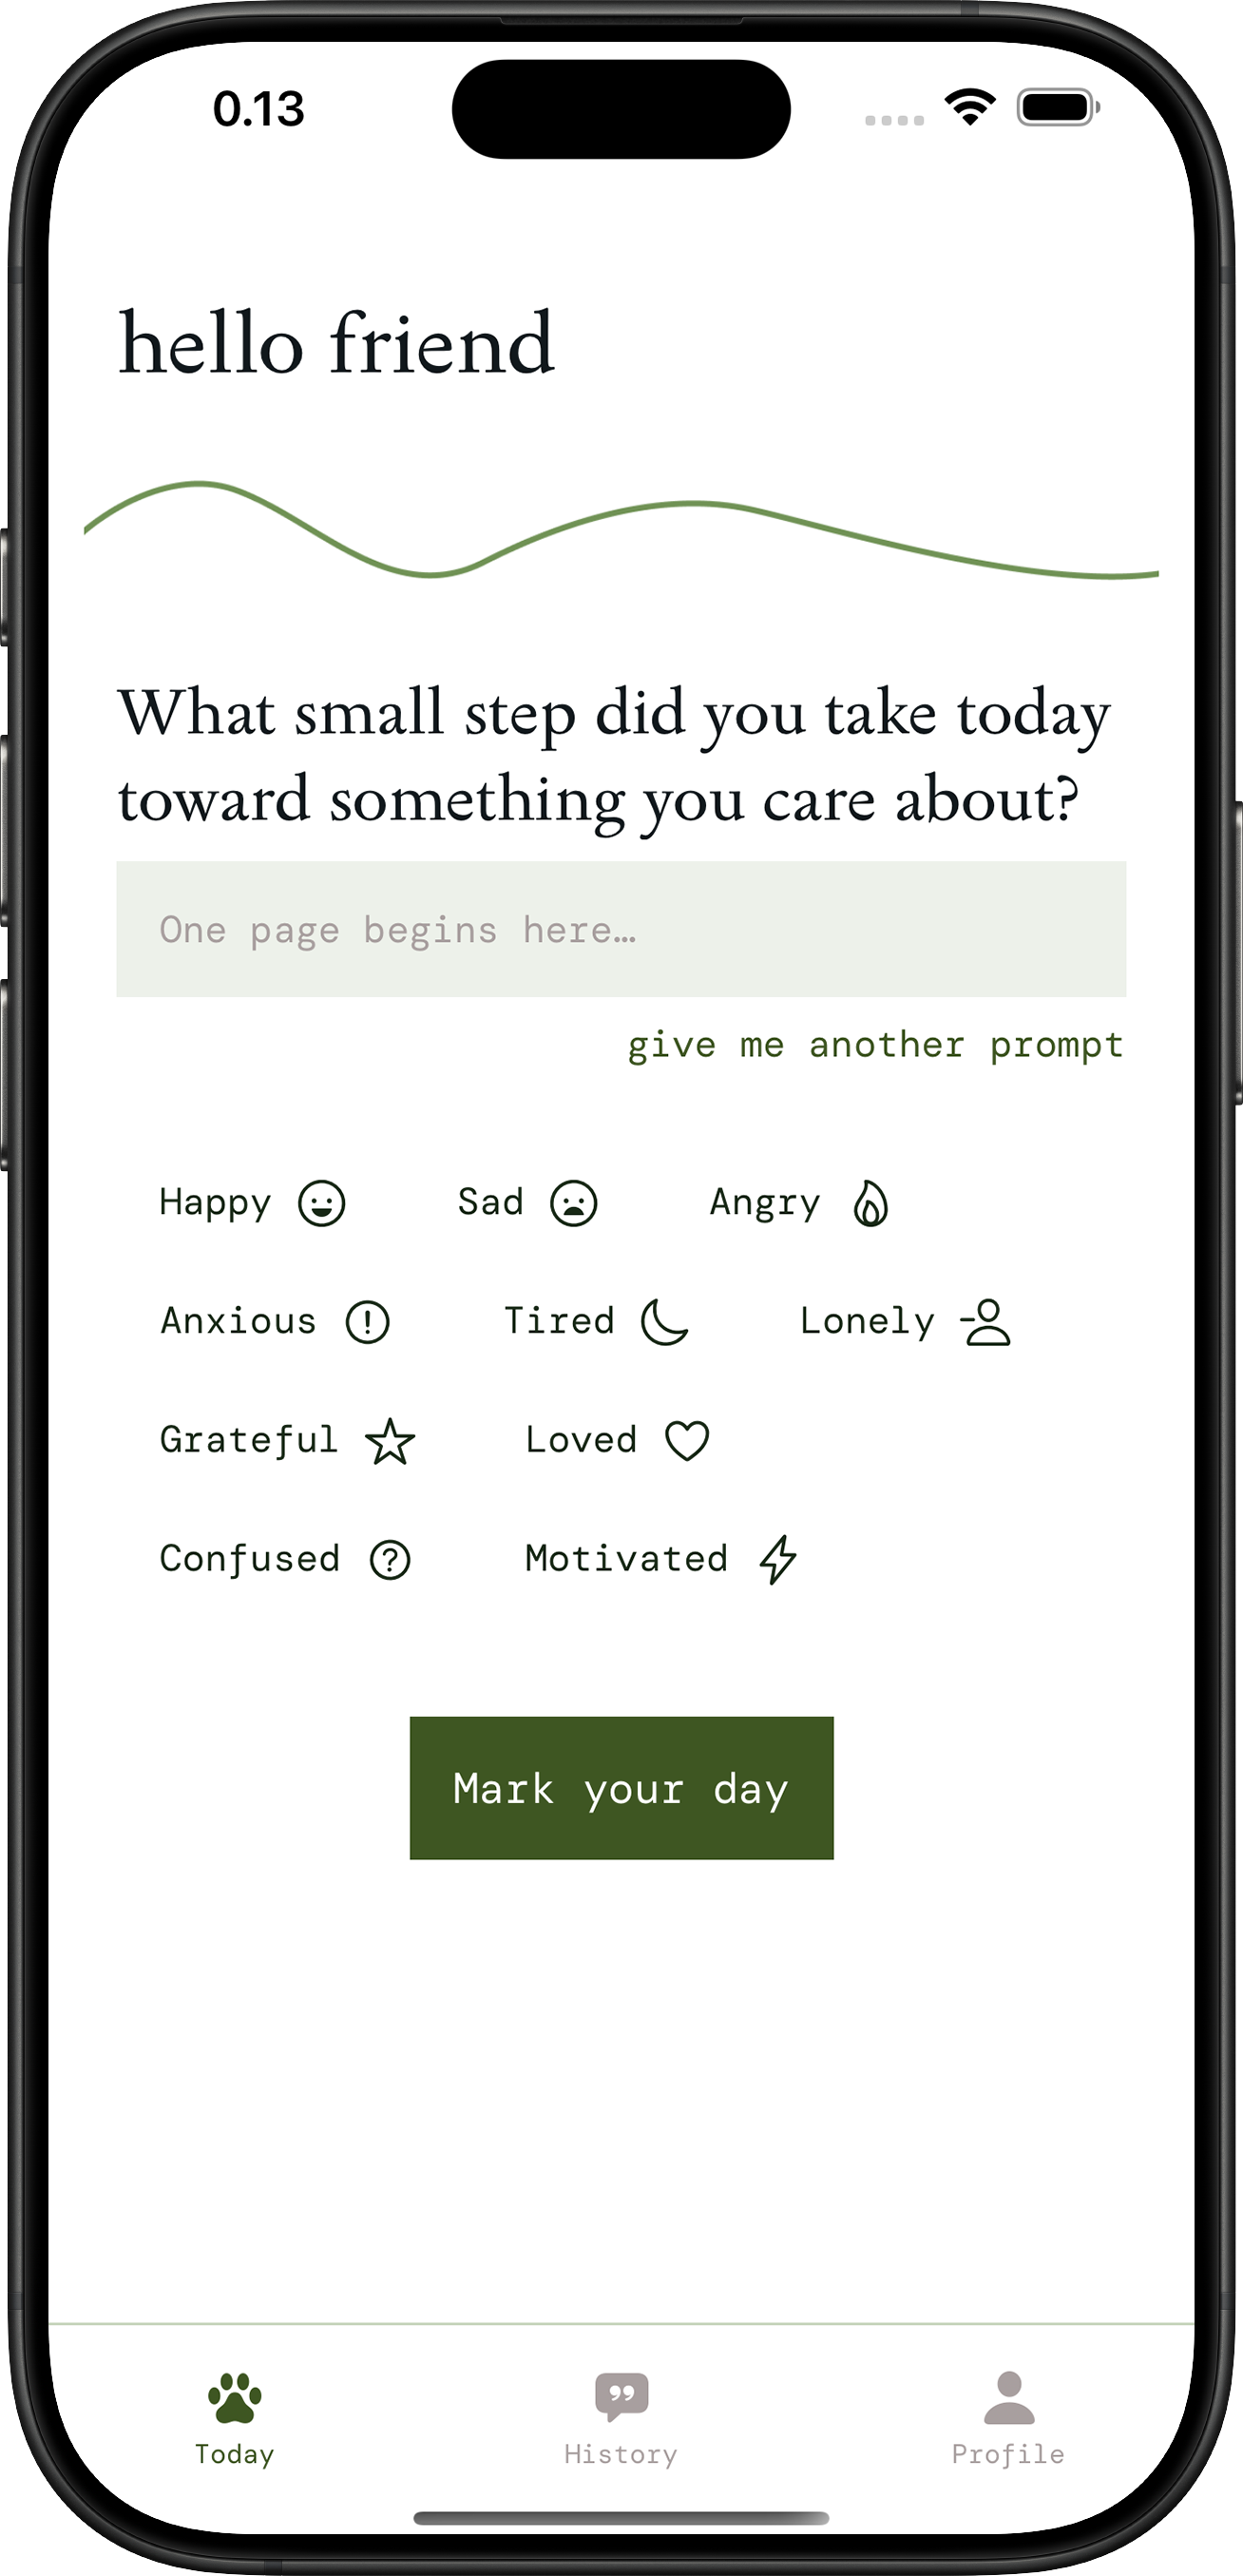 0.13
hello friend
What small step did you take today
toward something you care about?
One page begins here…
give me another prompt
Happy Sad Angry
Anxious Tired Lonely
Grateful Loved
Confused Motivated
Mark your day
Today History Profile